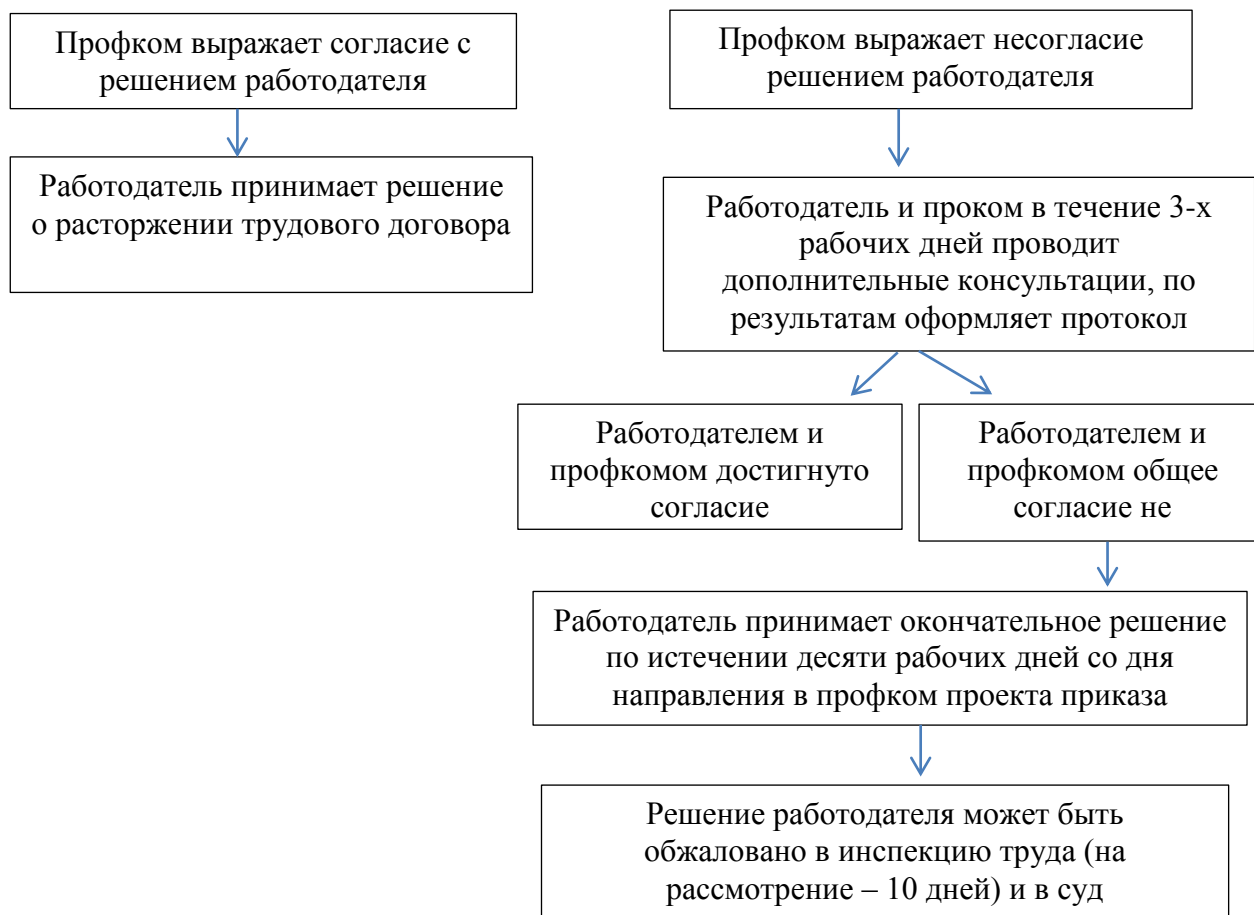 Профком выражает согласие с
решением работодателя
Работодатель принимает решение
о расторжении трудового договора
Профком выражает несогласие
решением работодателя
Работодатель и проком в течение 3-х
рабочих дней проводит
дополнительные консультации, по
результатам оформляет протокол
Работодателем и
профкомом достигнуто
согласие
Работодателем и
профкомом общее
согласие не
Работодатель принимает окончательное решение
по истечении десяти рабочих дней со дня
направления в профком проекта приказа
Решение работодателя может быть
обжаловано в инспекцию труда (на
рассмотрение – 10 дней) и в суд